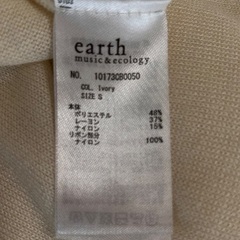 earth
music&ecology
NO. 10173C80050
COL. Ivory
SIZE S
本体
ポリエステル 48%
レーヨン 37%
ナイロン 15%
リボン部分
ナイロン 100%